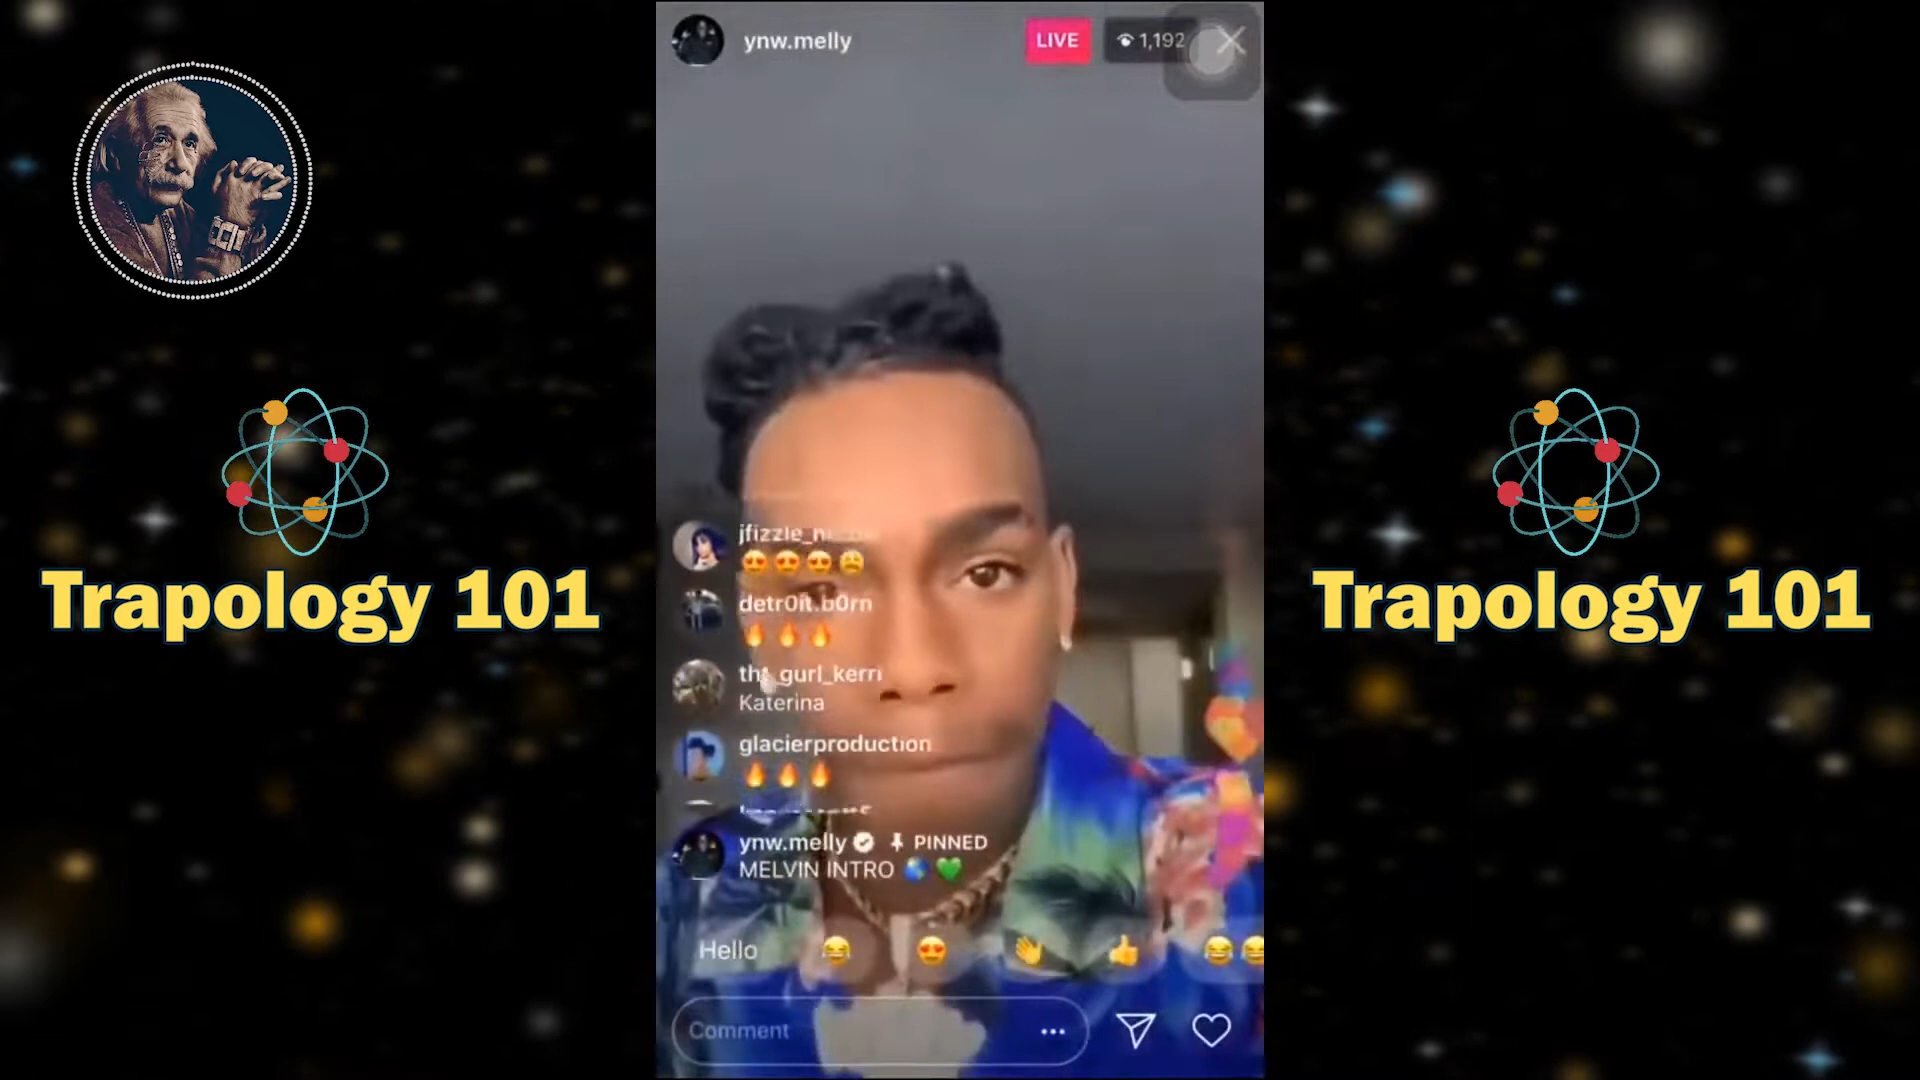 ynw.melly
LIVE
1,192
detr0it.b0rn
tht_gurl_kerri
Katerina
glacierproduction
ynw.melly PINNED
MELVIN INTRO
Hello
Comment
Trapology 101
Trapology 101